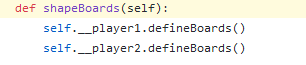 def shapeBoards(self):
    self.__player1.defineBoards()
    self.__player2.defineBoards()